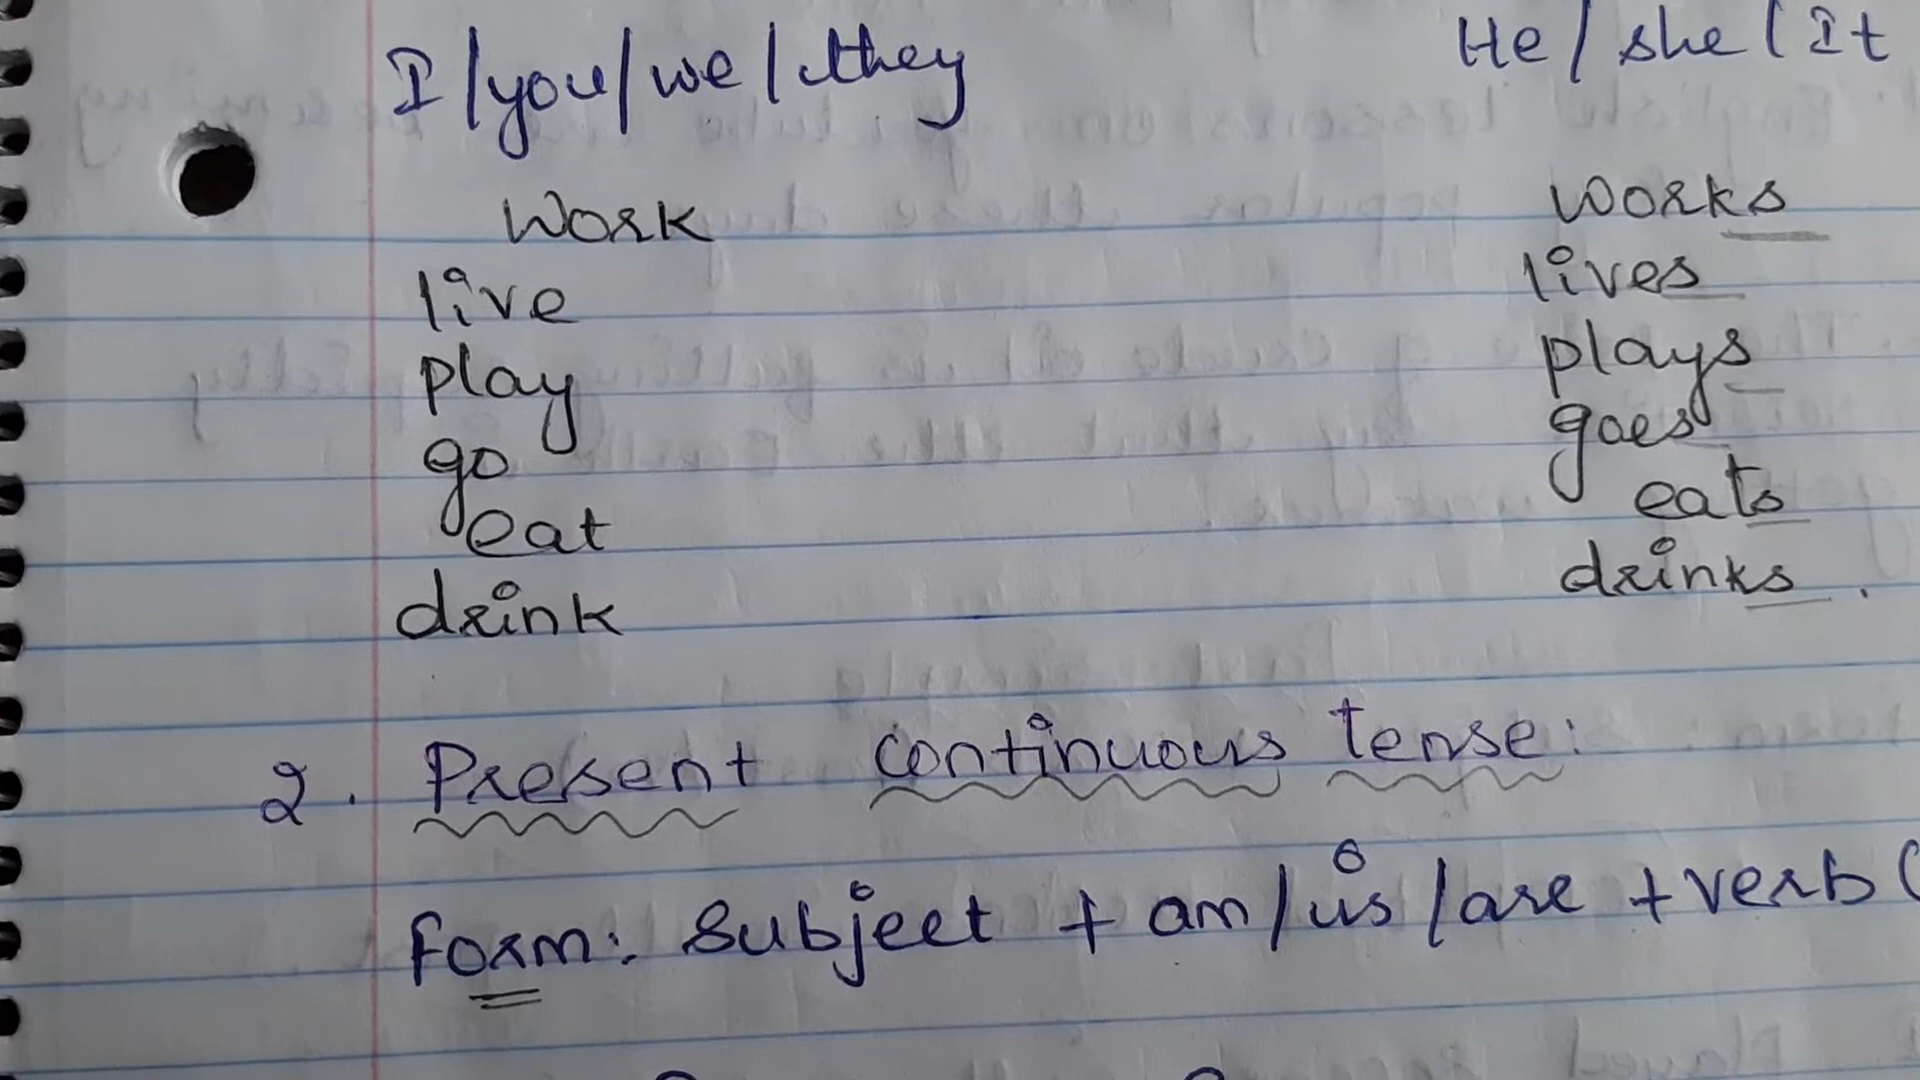 I/you/we/they He/she/It
work works
live lives
play plays
go goes
eat eats
drink drinks.
2. Present continuous tense:
Form: Subject + am/is/are + verb (